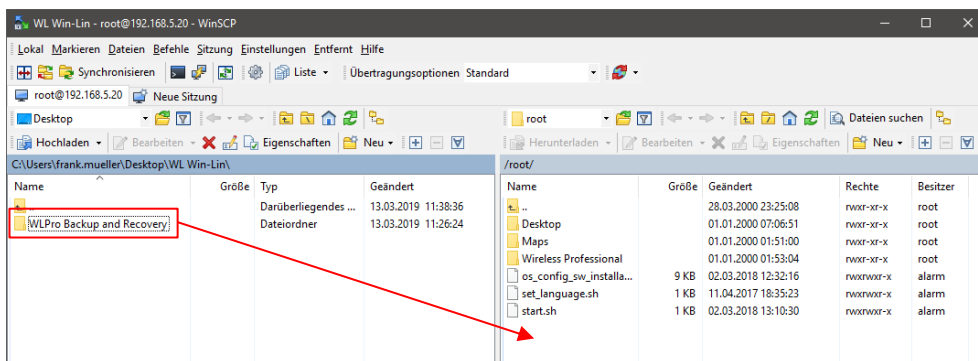 WL Win-Lin - root@192.168.5.20 - WinSCP
Lokal Markieren Dateien Befehle Sitzung Einstellungen Entfernt Hilfe
Synchronisieren Liste Übertragungsoptionen Standard
root@192.168.5.20 Neue Sitzung
Desktop root Dateien suchen
Hochladen Bearbeiten Eigenschaften Neu Herunterladen Bearbeiten Eigenschaften Neu
C:\Users\frank.mueller\Desktop\WL Win-Lin\ /root/
Name Größe Typ Geändert Name Größe Geändert Rechte Besitzer
.. Darüberliegendes ... 13.03.2019 11:38:36 .. 28.03.2000 23:25:08 rwxr-xr-x root
WLPro Backup and Recovery Dateiordner 13.03.2019 11:26:24 Desktop 01.01.2000 07:06:51 rwxr-xr-x root
Maps 01.01.2000 01:51:00 rwxr-xr-x root
Wireless Professional 01.01.2000 01:53:04 rwxr-xr-x root
os_config_sw_installa... 9 KB 02.03.2018 12:32:16 rwxrwxr-x alarm
set_language.sh 1 KB 11.04.2017 18:35:23 rwxrwxr-x alarm
start.sh 1 KB 02.03.2018 13:10:30 rwxrwxr-x alarm